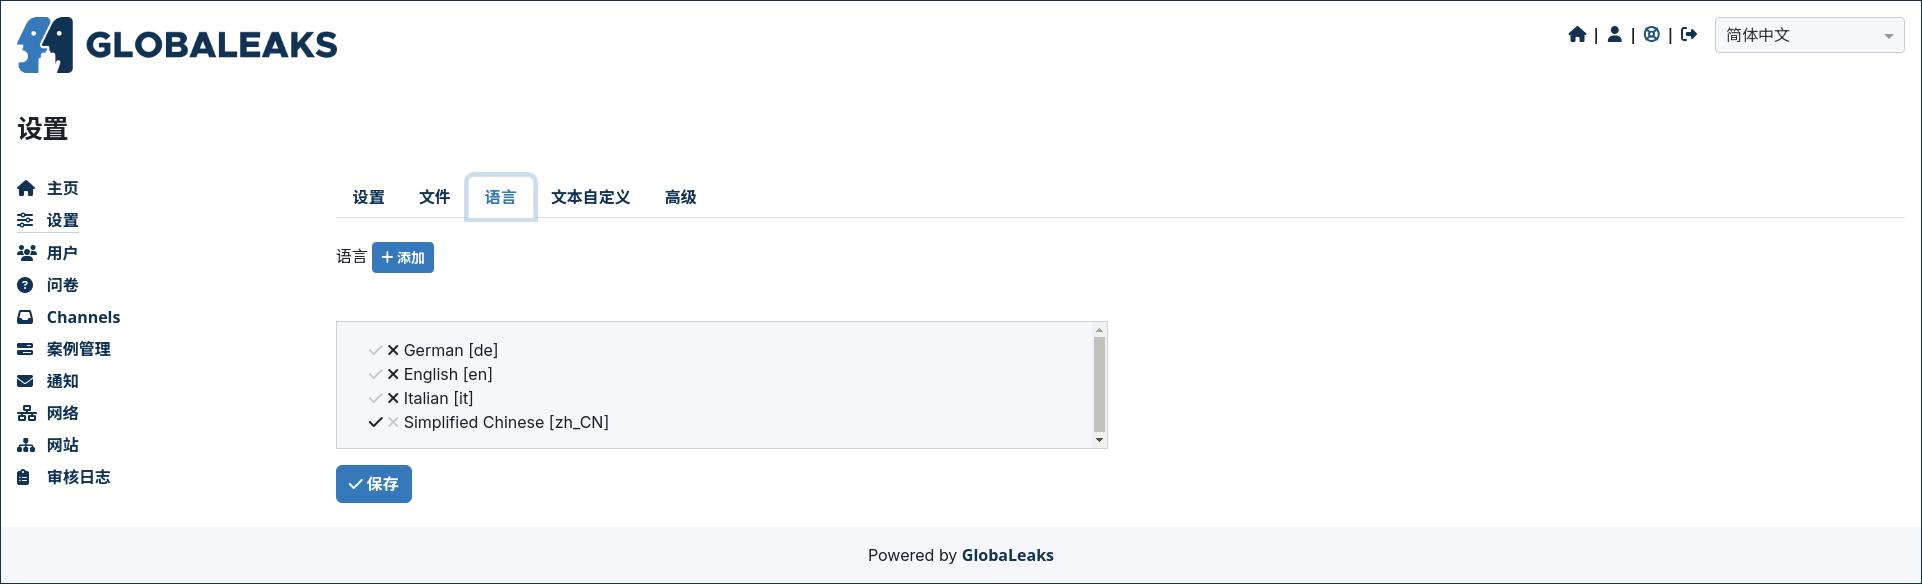 GLOBALEAKS
| | |
简体中文
设置
主页
设置
用户
问卷
Channels
案例管理
通知
网络
网站
审核日志
设置 文件 语言 文本自定义 高级
语言 添加
German [de]
English [en]
Italian [it]
Simplified Chinese [zh_CN]
保存
Powered by GlobaLeaks